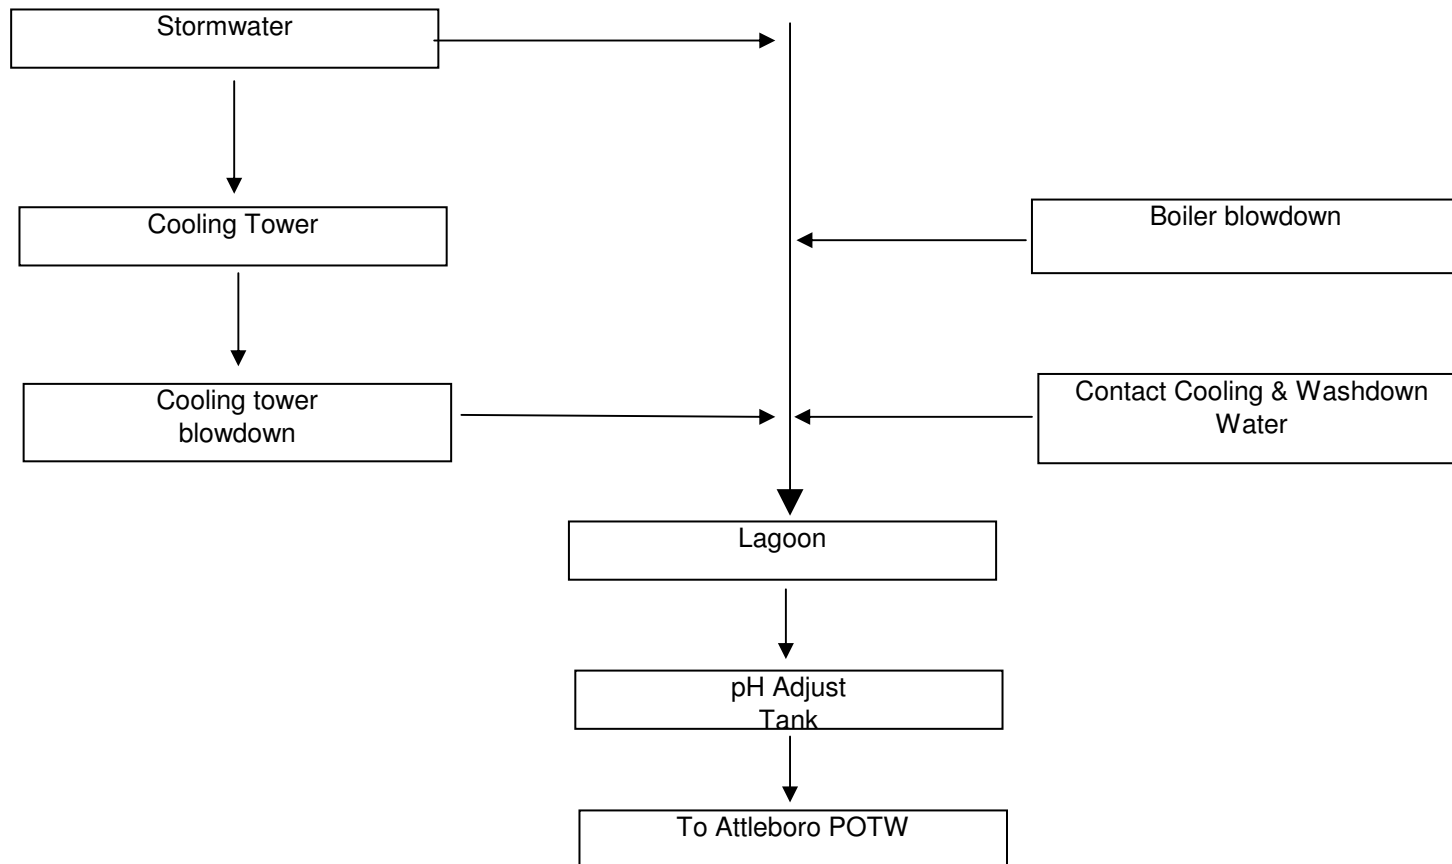 Stormwater
Cooling Tower
Boiler blowdown
Cooling tower
blowdown
Contact Cooling & Washdown
Water
Lagoon
pH Adjust
Tank
To Attleboro POTW